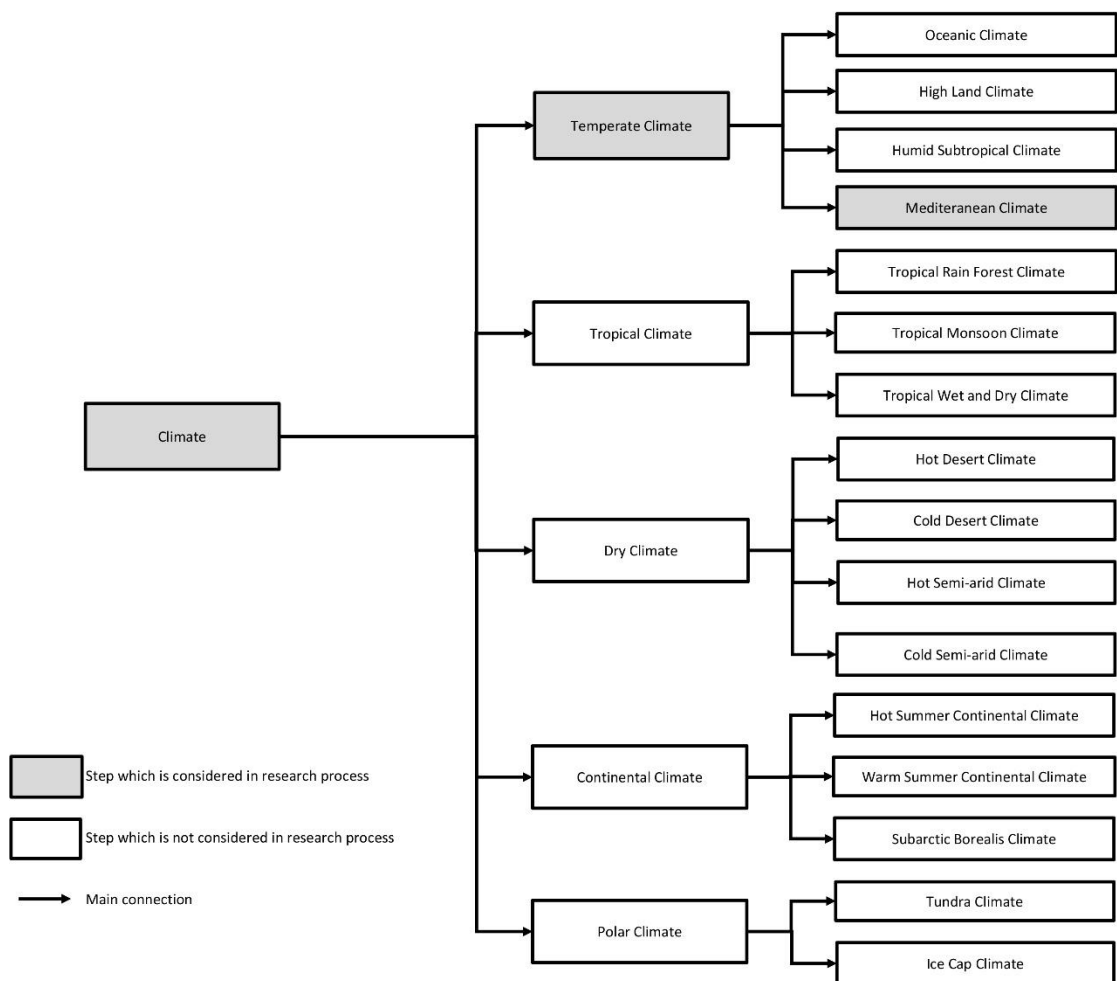 Oceanic Climate
High Land Climate
Temperate Climate
Humid Subtropical Climate
Mediteranean Climate
Tropical Rain Forest Climate
Tropical Climate
Tropical Monsoon Climate
Tropical Wet and Dry Climate
Climate
Hot Desert Climate
Cold Desert Climate
Dry Climate
Hot Semi-arid Climate
Cold Semi-arid Climate
Hot Summer Continental Climate
Continental Climate
Warm Summer Continental Climate
Subarctic Borealis Climate
Tundra Climate
Polar Climate
Ice Cap Climate
Step which is considered in research process
Step which is not considered in research process
Main connection